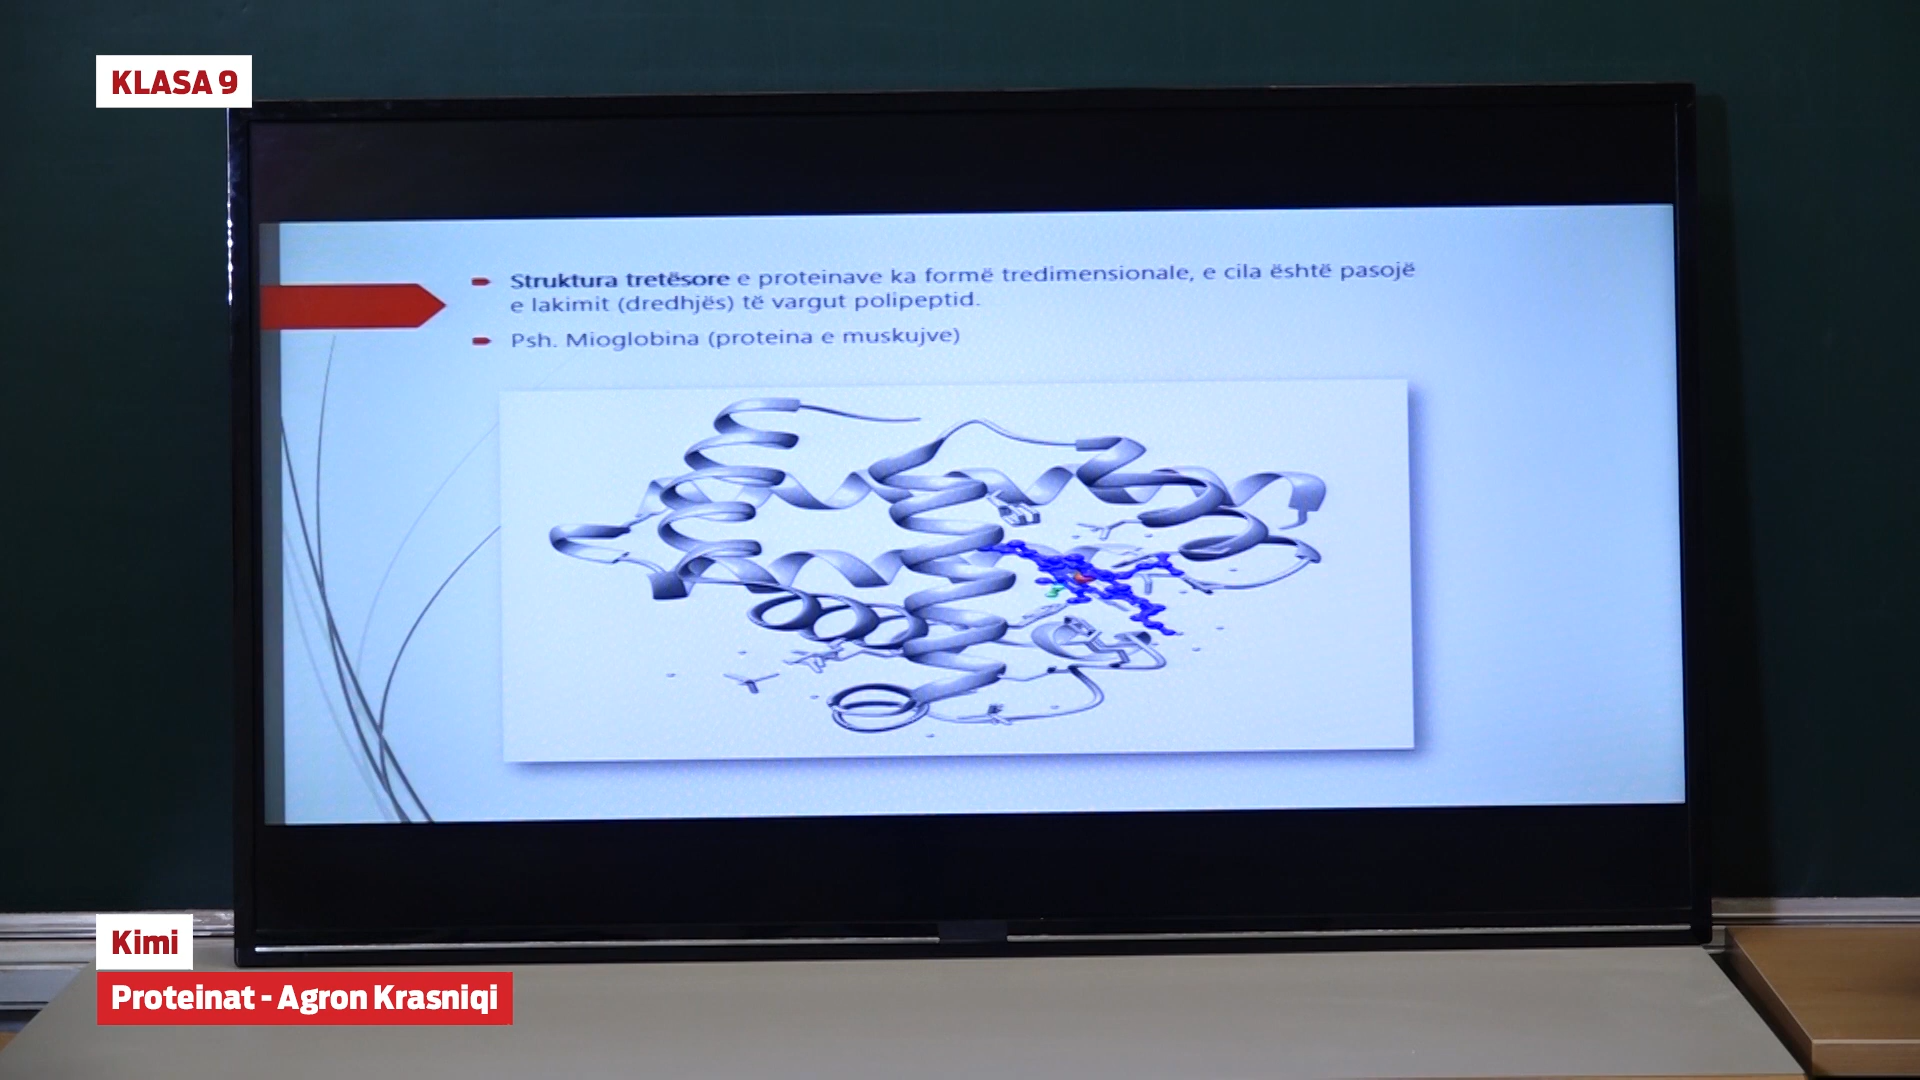 KLASA 9
Struktura tretësore e proteinave ka formë tredimensionale, e cila është pasojë
e lakimit (dredhjës) të vargut polipeptid.
Psh. Mioglobina (proteina e muskujve)
Kimi
Proteinat - Agron Krasniqi